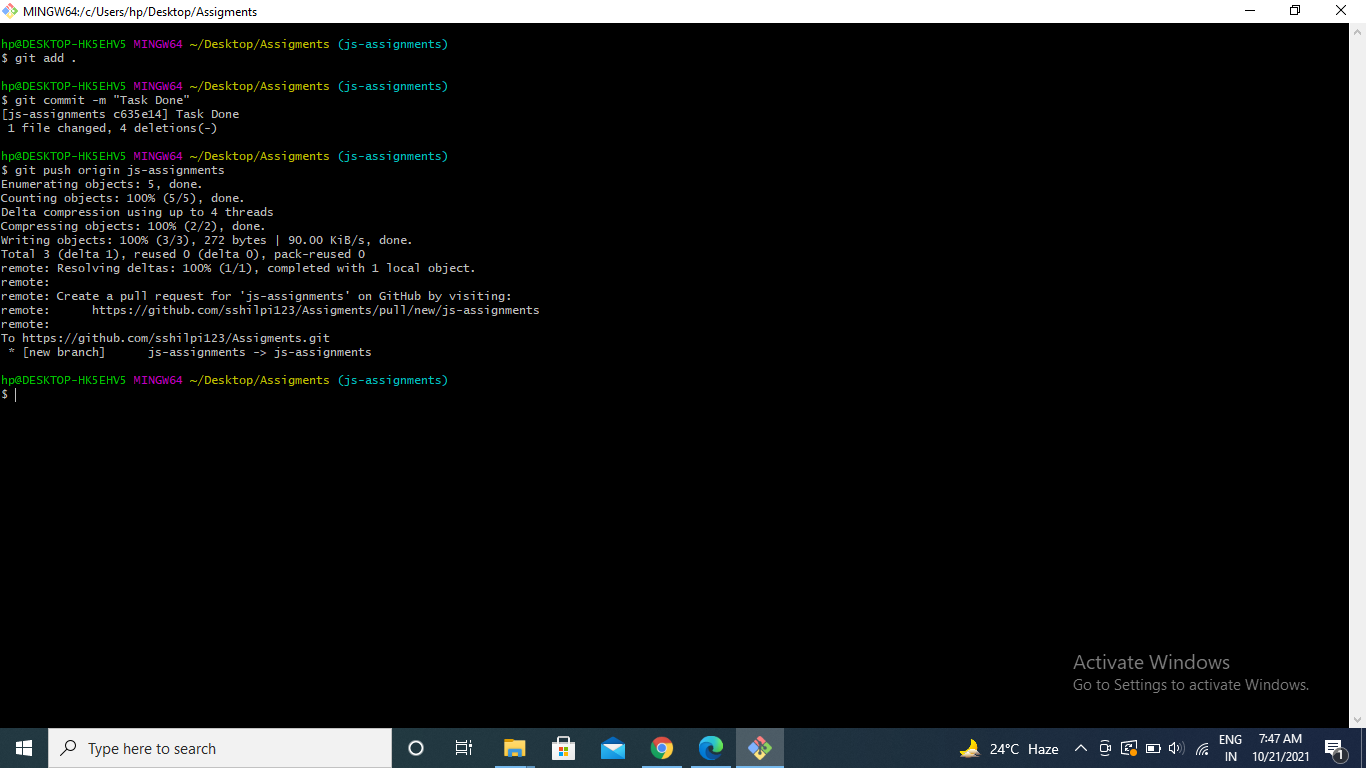 MINGW64:/c/Users/hp/Desktop/Assigments
hp@DESKTOP-HK5EHV5 MINGW64 ~/Desktop/Assigments (js-assignments)
$ git add .
hp@DESKTOP-HK5EHV5 MINGW64 ~/Desktop/Assigments (js-assignments)
$ git commit -m "Task Done"
[js-assignments c635e14] Task Done
 1 file changed, 4 deletions(-)
hp@DESKTOP-HK5EHV5 MINGW64 ~/Desktop/Assigments (js-assignments)
$ git push origin js-assignments
Enumerating objects: 5, done.
Counting objects: 100% (5/5), done.
Delta compression using up to 4 threads
Compressing objects: 100% (2/2), done.
Writing objects: 100% (3/3), 272 bytes | 90.00 KiB/s, done.
Total 3 (delta 1), reused 0 (delta 0), pack-reused 0
remote: Resolving deltas: 100% (1/1), completed with 1 local object.
remote:
remote: Create a pull request for 'js-assignments' on GitHub by visiting:
remote:      https://github.com/sshilpi123/Assigments/pull/new/js-assignments
remote:
To https://github.com/sshilpi123/Assigments.git
 * [new branch]      js-assignments -> js-assignments
hp@DESKTOP-HK5EHV5 MINGW64 ~/Desktop/Assigments (js-assignments)
$
Activate Windows
Go to Settings to activate Windows.
Type here to search
24°C Haze
ENG
IN
7:47 AM
10/21/2021
1